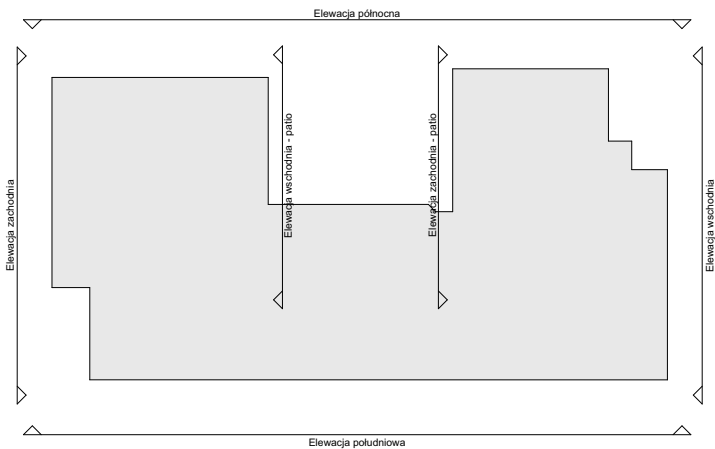 Elewacja północna
Elewacja zachodnia
Elewacja wschodnia - patio
Elewacja zachodnia - patio
Elewacja wschodnia
Elewacja południowa